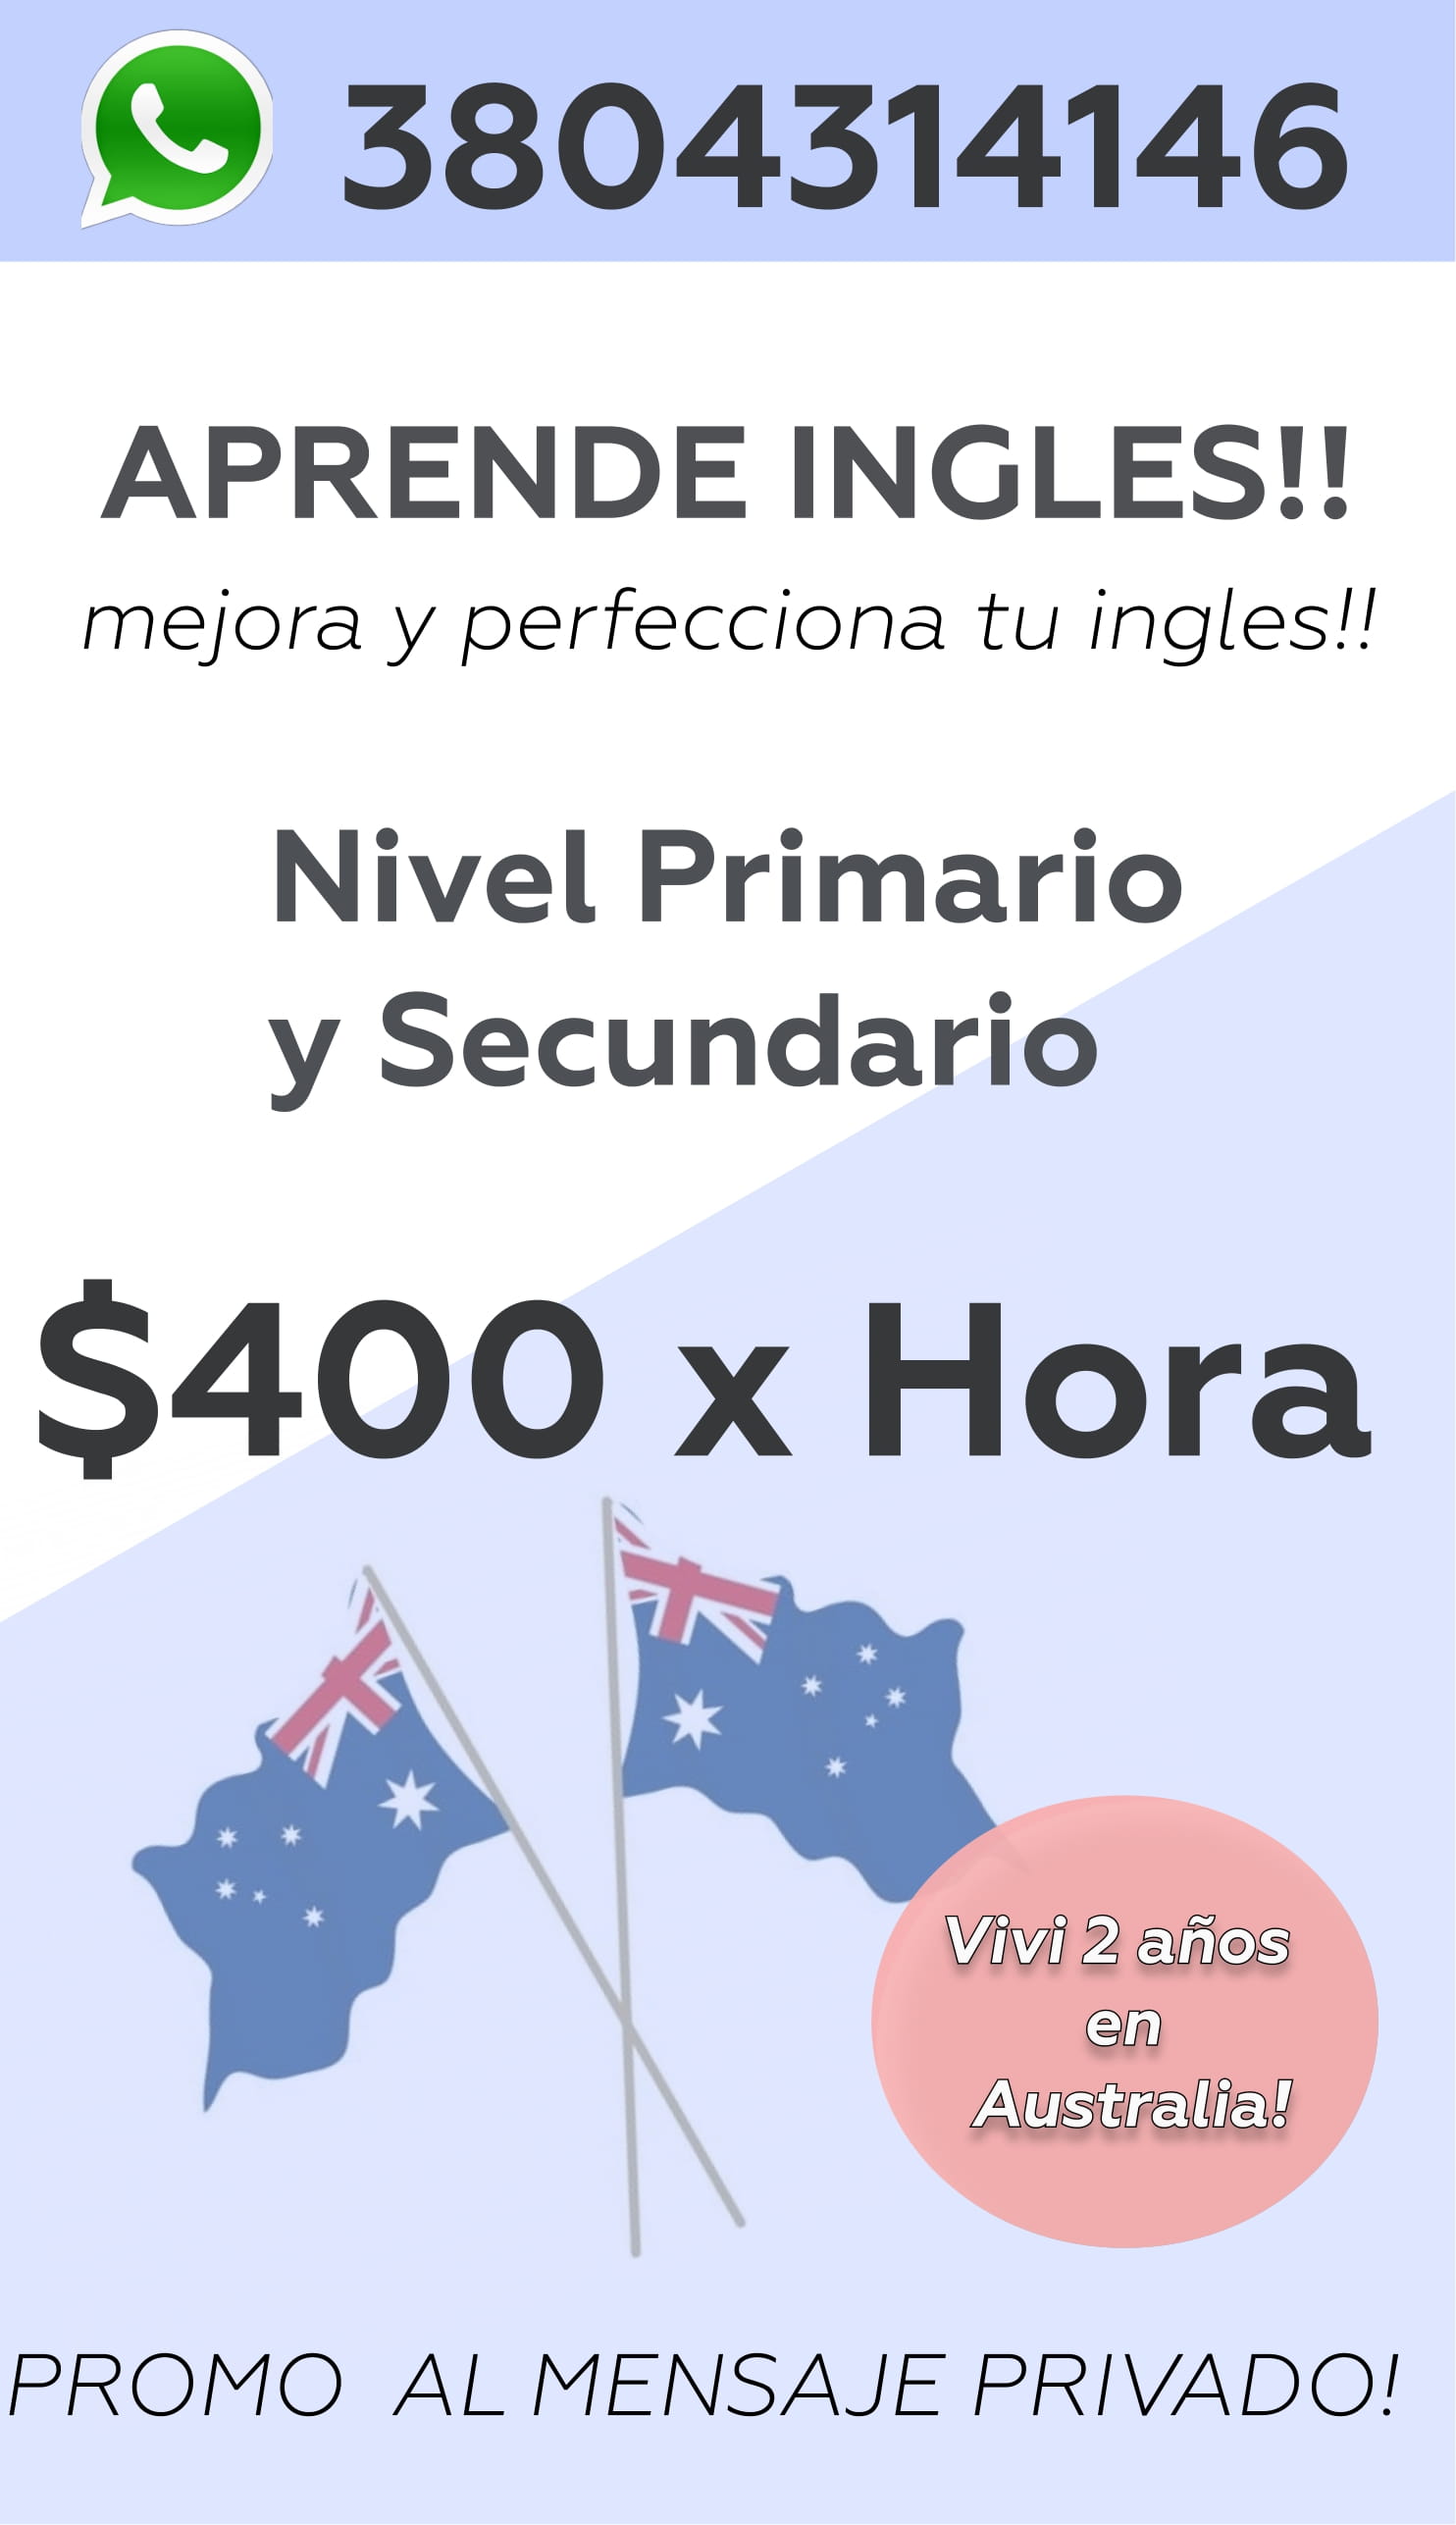 3804314146
APRENDE INGLES!!
mejora y perfecciona tu ingles!!
Nivel Primario
y Secundario
$400 x Hora
Vivi 2 años
en
Australia!
PROMO AL MENSAJE PRIVADO!